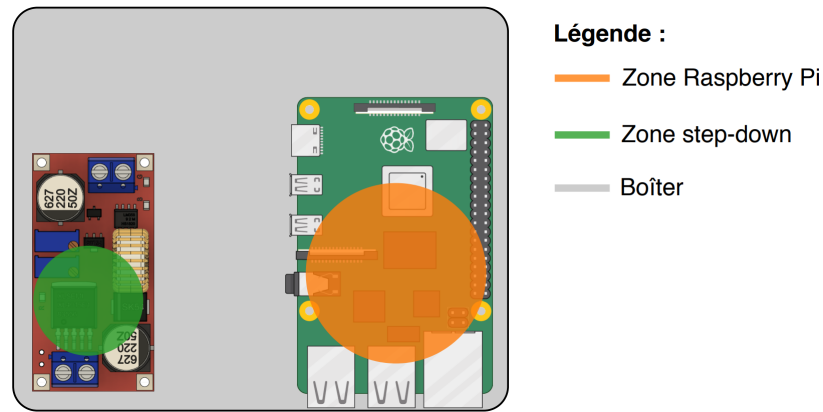 Légende :
Zone Raspberry Pi
Zone step-down
Boîter
627
220
50Z
627
220
50Z